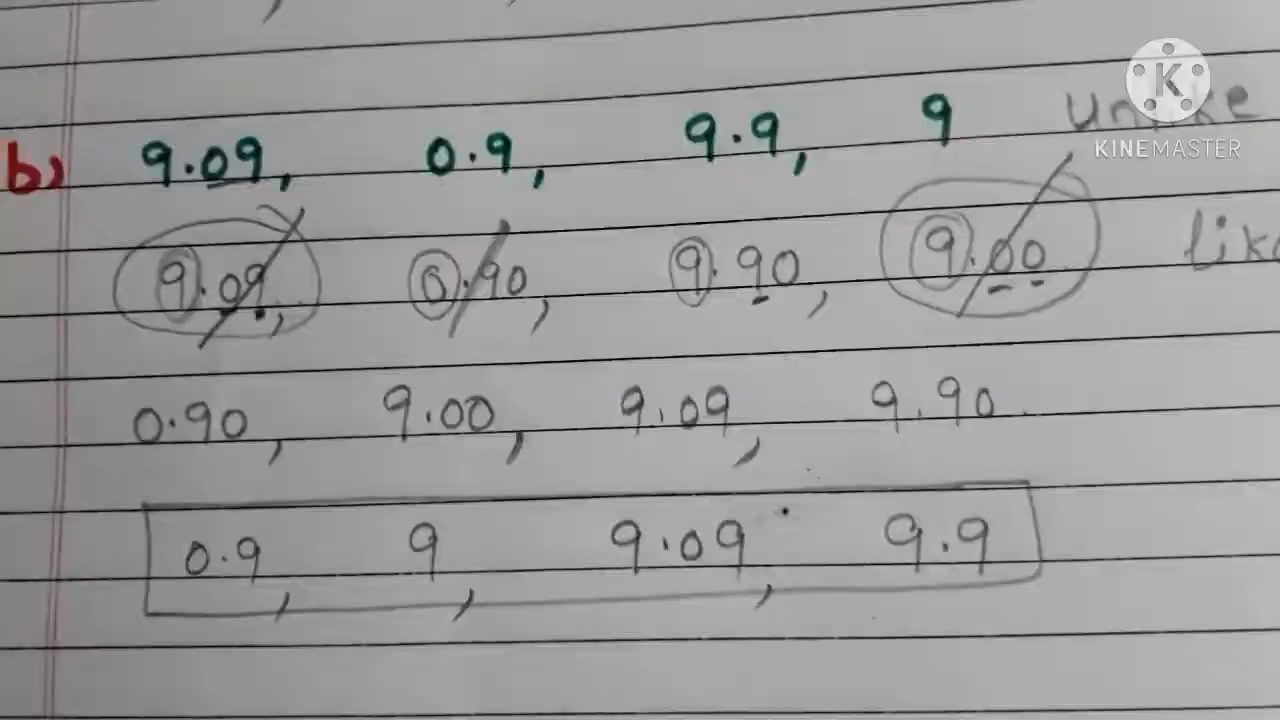 b) 9.09, 0.9, 9.9, 9 unlike
K
KINEMASTER
9.09, 0.90, 9.90, 9.00
0.90, 9.00, 9.09, 9.90
0.9, 9, 9.09, 9.9